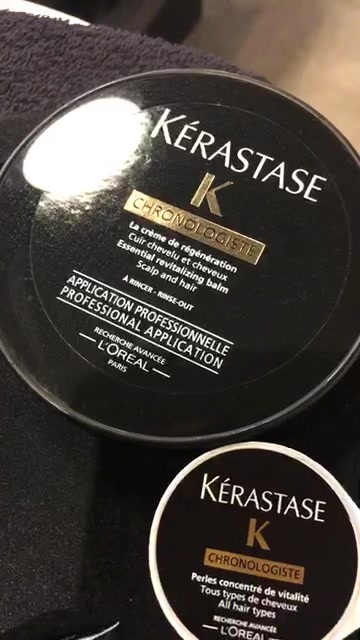 KÉRASTASE
K
CHRONOLOGISTE
La crème de régénération
Cuir chevelu et cheveux
Essential revitalizing balm
Scalp and hair
À RINCER - RINSE-OUT
APPLICATION PROFESSIONNELLE
PROFESSIONAL APPLICATION
RECHERCHE AVANCÉE
L'ORÉAL
PARIS
KÉRASTASE
K
CHRONOLOGISTE
Perles concentré de vitalité
Tous types de cheveux
All hair types
RECHERCHE AVANCÉE
L'ORÉAL